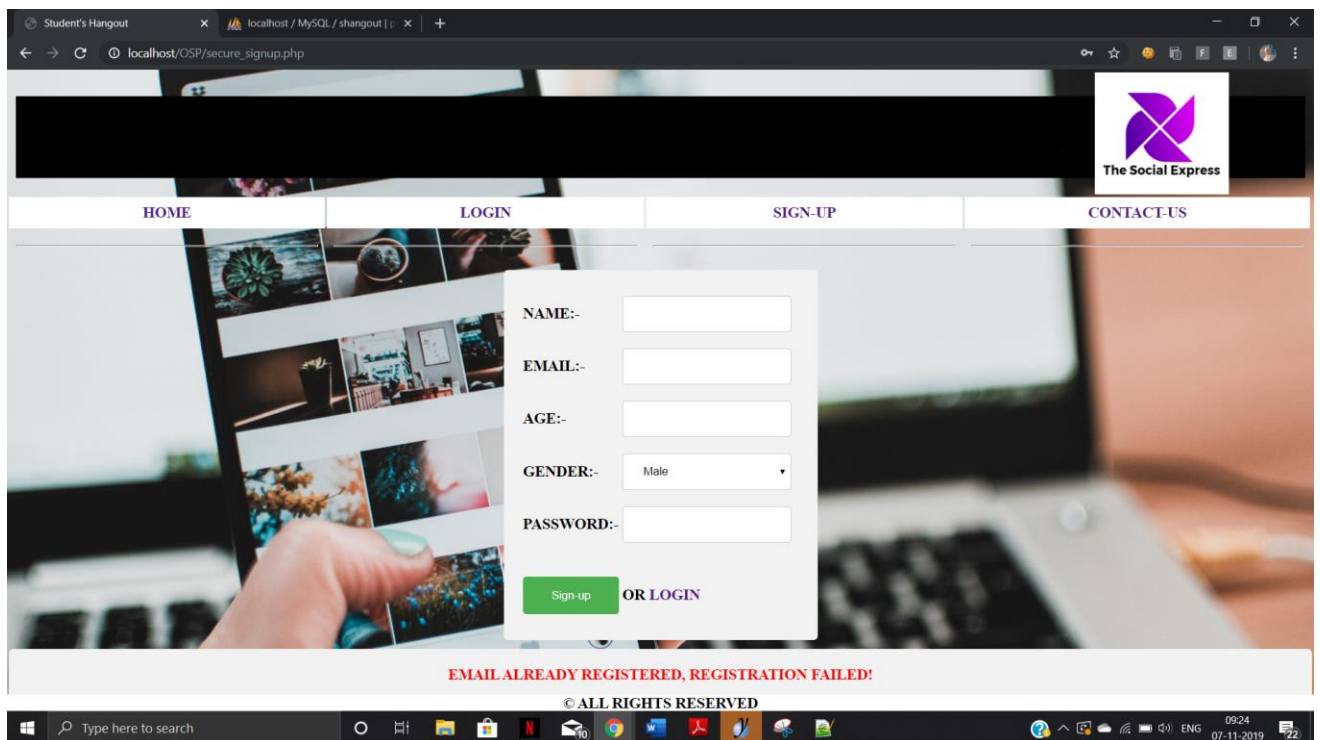 Student's Hangout
localhost / MySQL / shangout | p
localhost/OSP/secure_signup.php
F
E
The Social Express
HOME
LOGIN
SIGN-UP
CONTACT-US
NAME:-
EMAIL:-
AGE:-
GENDER:- Male
PASSWORD:-
Sign-up OR LOGIN
EMAIL ALREADY REGISTERED, REGISTRATION FAILED!
© ALL RIGHTS RESERVED
Type here to search
N
10
ENG
09:24
07-11-2019
22